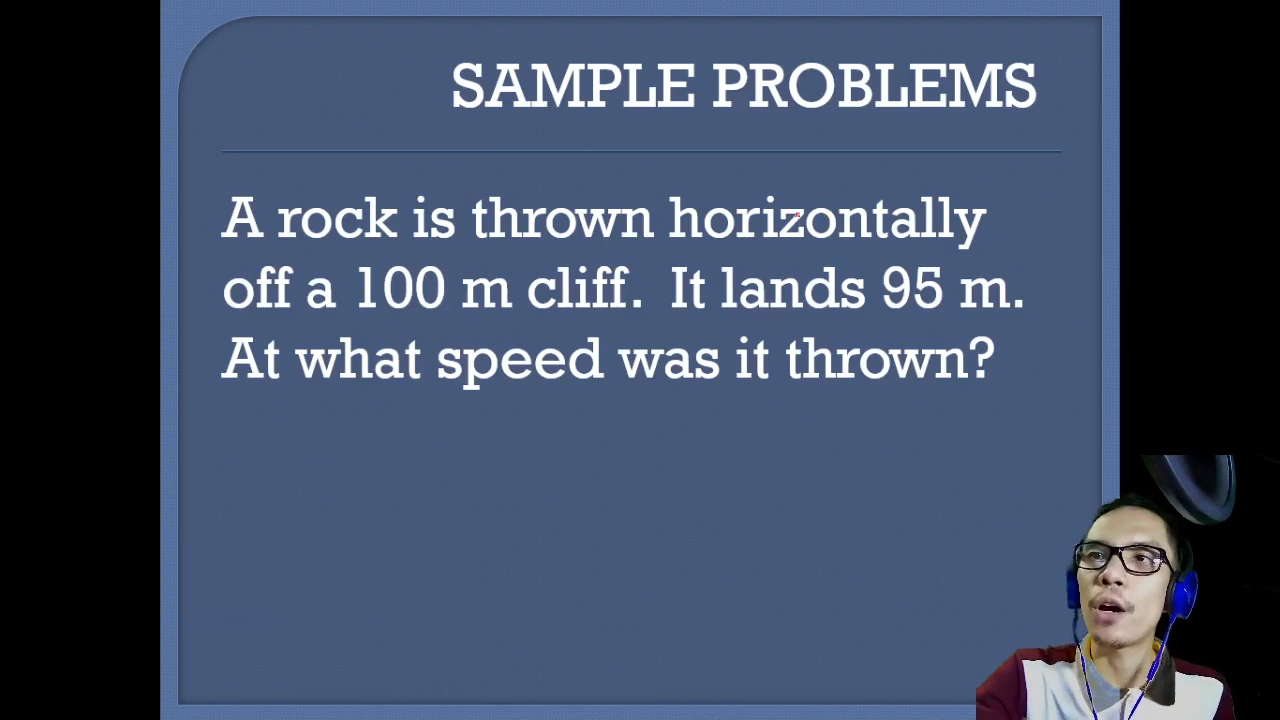 SAMPLE PROBLEMS
A rock is thrown horizontally
off a 100 m cliff. It lands 95 m.
At what speed was it thrown?